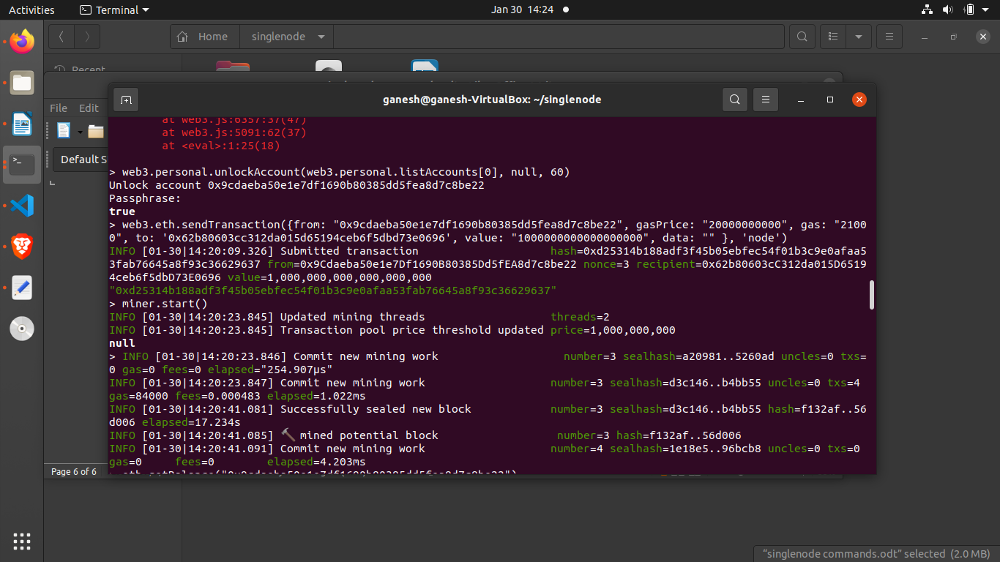 Activities
Terminal
Jan 30 14:24
Home
singlenode
Recent
File Edit
Default S
ganesh@ganesh-VirtualBox: ~/singlenode
at web3.js:6357:37(47)
at web3.js:5091:62(37)
at <eval>:1:25(18)
> web3.personal.unlockAccount(web3.personal.listAccounts[0], null, 60)
Unlock account 0x9cdaeba50e1e7df1690b80385dd5fea8d7c8be22
Passphrase:
true
> web3.eth.sendTransaction({from: "0x9cdaeba50e1e7df1690b80385dd5fea8d7c8be22", gasPrice: "20000000000", gas: "2100
0", to: '0x62b80603cc312da015d65194ceb6f5dbd73e0696', value: "1000000000000000000", data: "" }, 'node')
INFO [01-30|14:20:09.326] Submitted transaction hash=0xd25314b188adf3f45b05ebfec54f01b3c9e0afaa5
3fab76645a8f93c36629637 from=0x9Cdaeba50e1e7Df1690B80385Dd5fEA8d7c8be22 nonce=3 recipient=0x62B80603cC312da015D6519
4ceb6f5dbD73E0696 value=1,000,000,000,000,000,000
"0xd25314b188adf3f45b05ebfec54f01b3c9e0afaa53fab76645a8f93c36629637"
> miner.start()
INFO [01-30|14:20:23.845] Updated mining threads threads=2
INFO [01-30|14:20:23.845] Transaction pool price threshold updated price=1,000,000,000
null
> INFO [01-30|14:20:23.846] Commit new mining work number=3 sealhash=a20981..5260ad uncles=0 txs=
0 gas=0 fees=0 elapsed="254.907µs"
INFO [01-30|14:20:23.847] Commit new mining work number=3 sealhash=d3c146..b4bb55 uncles=0 txs=4
gas=84000 fees=0.000483 elapsed=1.022ms
INFO [01-30|14:20:41.081] Successfully sealed new block number=3 sealhash=d3c146..b4bb55 hash=f132af..56
d006 elapsed=17.234s
INFO [01-30|14:20:41.085] 🔨 mined potential block number=3 hash=f132af..56d006
INFO [01-30|14:20:41.091] Commit new mining work number=4 sealhash=1e18e5..96bcb8 uncles=0 txs=0
gas=0 fees=0 elapsed=4.203ms
> eth.getBalance("0x9cdaeba50e1e7df1690b80385dd5fea8d7c8be22")
Page 6 of 6
"singlenode commands.odt" selected (2.0 MB)